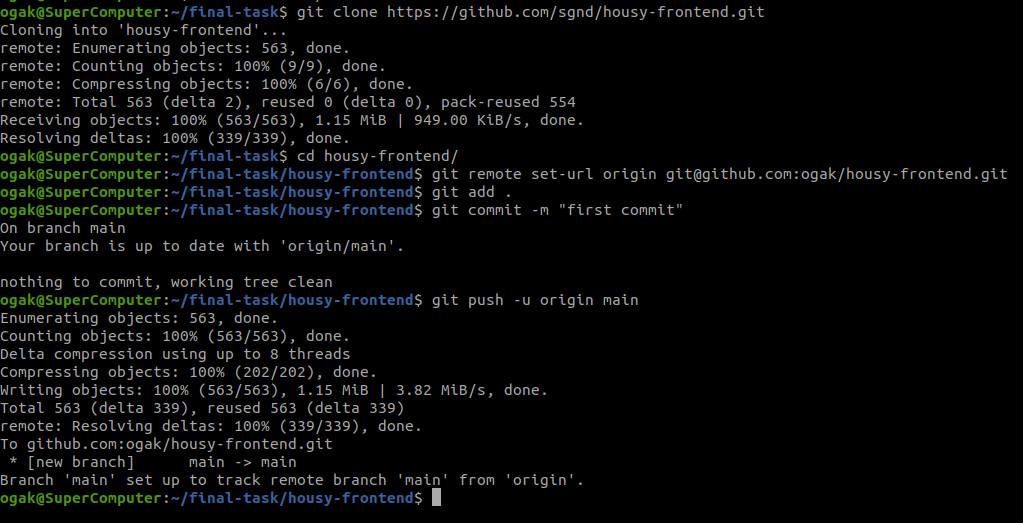 ogak@SuperComputer:~/final-task$ git clone https://github.com/sgnd/housy-frontend.git
Cloning into 'housy-frontend'...
remote: Enumerating objects: 563, done.
remote: Counting objects: 100% (9/9), done.
remote: Compressing objects: 100% (6/6), done.
remote: Total 563 (delta 2), reused 0 (delta 0), pack-reused 554
Receiving objects: 100% (563/563), 1.15 MiB | 949.00 KiB/s, done.
Resolving deltas: 100% (339/339), done.
ogak@SuperComputer:~/final-task$ cd housy-frontend/
ogak@SuperComputer:~/final-task/housy-frontend$ git remote set-url origin git@github.com:ogak/housy-frontend.git
ogak@SuperComputer:~/final-task/housy-frontend$ git add .
ogak@SuperComputer:~/final-task/housy-frontend$ git commit -m "first commit"
On branch main
Your branch is up to date with 'origin/main'.
nothing to commit, working tree clean
ogak@SuperComputer:~/final-task/housy-frontend$ git push -u origin main
Enumerating objects: 563, done.
Counting objects: 100% (563/563), done.
Delta compression using up to 8 threads
Compressing objects: 100% (202/202), done.
Writing objects: 100% (563/563), 1.15 MiB | 3.82 MiB/s, done.
Total 563 (delta 339), reused 563 (delta 339)
remote: Resolving deltas: 100% (339/339), done.
To github.com:ogak/housy-frontend.git
 * [new branch]      main -> main
Branch 'main' set up to track remote branch 'main' from 'origin'.
ogak@SuperComputer:~/final-task/housy-frontend$